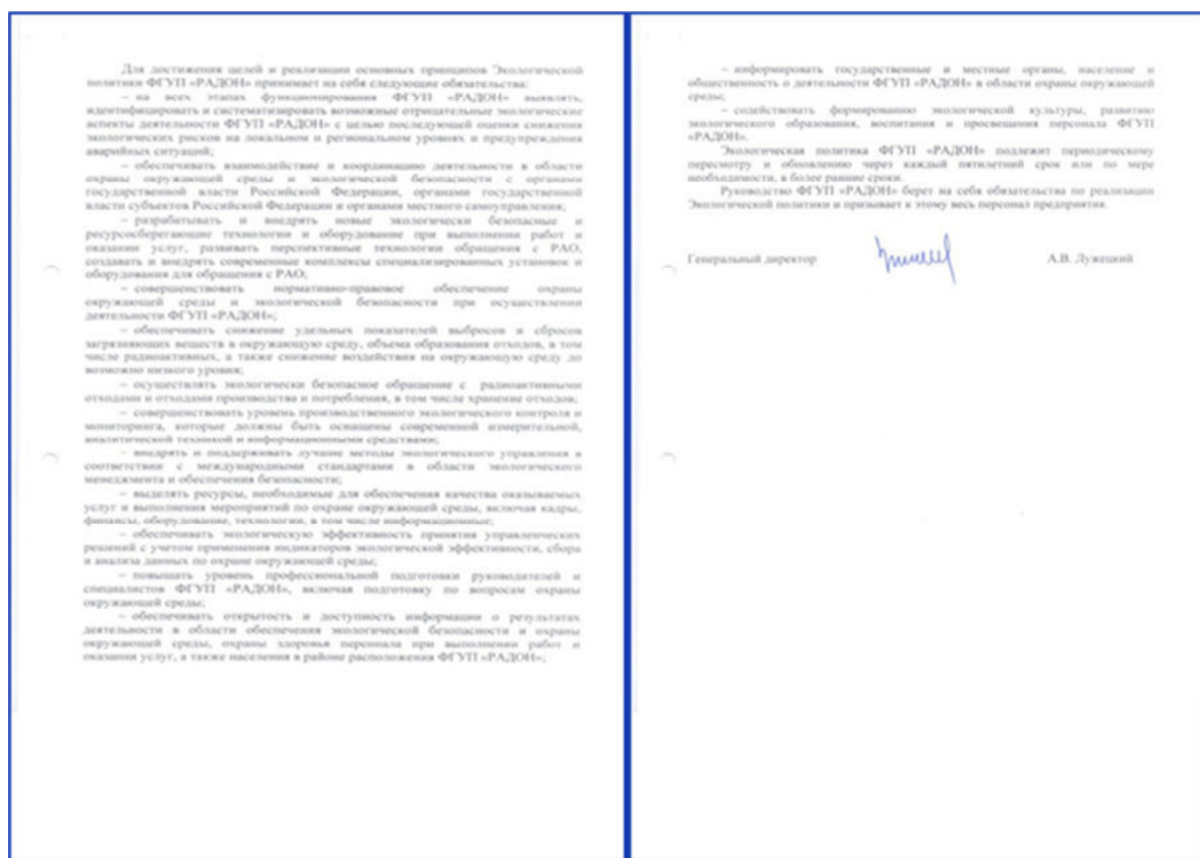 Для достижения целей и реализации основных принципов Экологической
политики ФГУП «РАДОН» принимает на себя следующие обязательства:
– на всех этапах функционирования ФГУП «РАДОН» выявлять,
идентифицировать и систематизировать возможные отрицательные экологические
аспекты деятельности ФГУП «РАДОН» с целью последующей оценки снижения
экологических рисков на локальном и региональном уровнях и предупреждения
аварийных ситуаций;
– обеспечивать взаимодействие и координацию деятельности в области
охраны окружающей среды и экологической безопасности с органами
государственной власти Российской Федерации, органами государственной
власти субъектов Российской Федерации и органами местного самоуправления;
– разрабатывать и внедрять новые экологически безопасные и
ресурсосберегающие технологии и оборудование при выполнении работ и
оказании услуг, развивать перспективные технологии обращения с РАО,
создавать и внедрять современные комплексы специализированных установок и
оборудования для обращения с РАО;
– совершенствовать нормативно-правовое обеспечение охраны
окружающей среды и экологической безопасности при осуществлении
деятельности ФГУП «РАДОН»;
– обеспечивать снижение удельных показателей выбросов и сбросов
загрязняющих веществ в окружающую среду, объема образования отходов, в том
числе радиоактивных, а также снижение воздействия на окружающую среду до
возможно низкого уровня;
– осуществлять экологически безопасное обращение с радиоактивными
отходами и отходами производства и потребления, в том числе хранение отходов;
– совершенствовать уровень производственного экологического контроля и
мониторинга, которые должны быть оснащены современной измерительной,
аналитической техникой и информационными средствами;
– внедрять и поддерживать лучшие методы экологического управления в
соответствии с международными стандартами в области экологического
менеджмента и обеспечения безопасности;
– выделять ресурсы, необходимые для обеспечения качества оказываемых
услуг и выполнения мероприятий по охране окружающей среды, включая кадры,
финансы, оборудование, технологии, в том числе информационные;
– обеспечивать экологическую эффективность принятия управленческих
решений с учетом применения индикаторов экологической эффективности, сбора
и анализа данных по охране окружающей среды;
– повышать уровень профессиональной подготовки руководителей и
специалистов ФГУП «РАДОН», включая подготовку по вопросам охраны
окружающей среды;
– обеспечивать открытость и доступность информации о результатах
деятельности в области обеспечения экологической безопасности и охраны
окружающей среды, охраны здоровья персонала при выполнении работ и
оказании услуг, а также населения в районе расположения ФГУП «РАДОН»;
– информировать государственные и местные органы, население и
общественность о деятельности ФГУП «РАДОН» в области охраны окружающей
среды;
– содействовать формированию экологической культуры, развитию
экологического образования, воспитания и просвещения персонала ФГУП
«РАДОН».
Экологическая политика ФГУП «РАДОН» подлежит периодическому
пересмотру и обновлению через каждый пятилетний срок или по мере
необходимости, в более ранние сроки.
Руководство ФГУП «РАДОН» берет на себя обязательства по реализации
Экологической политики и призывает к этому весь персонал предприятия.
Генеральный директор А.В. Лужецкий